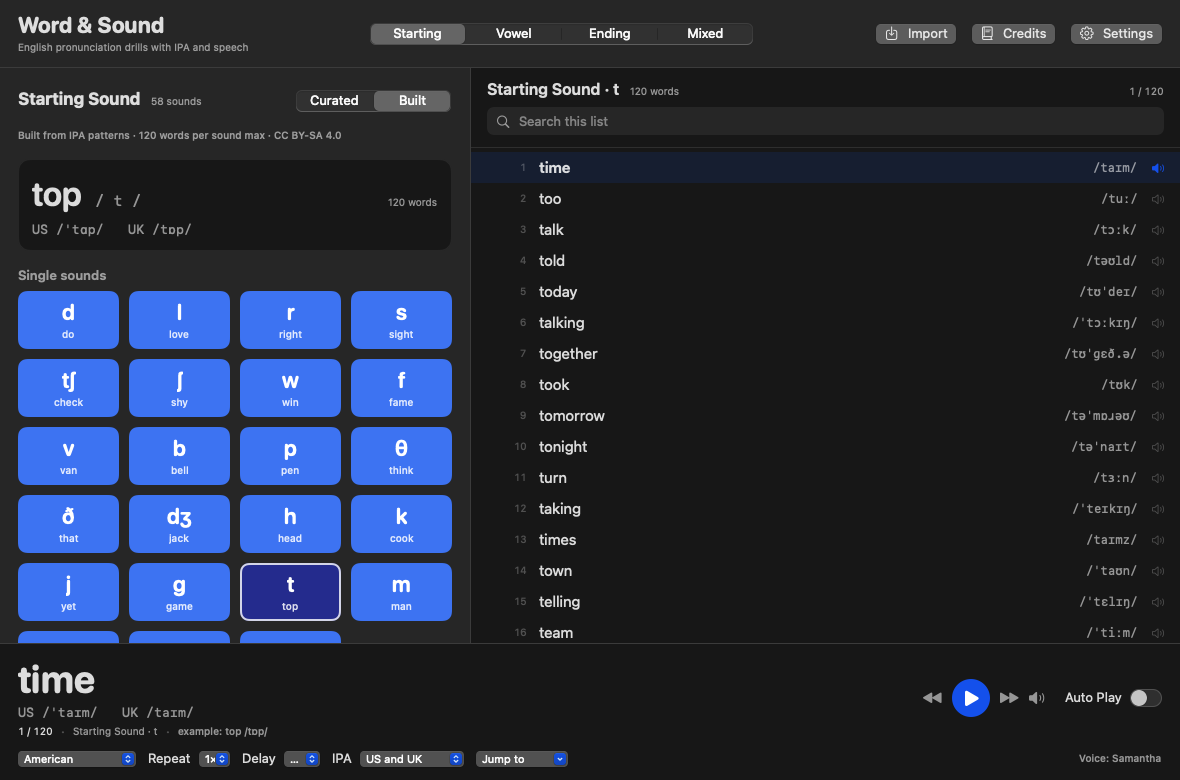 Word & Sound
English pronunciation drills with IPA and speech
Starting Vowel Ending Mixed
Import Credits Settings
Starting Sound 58 sounds
Curated Built
Built from IPA patterns · 120 words per sound max · CC BY-SA 4.0
top / t / 120 words
US /ˈtɑp/ UK /tɒp/
Single sounds
d l r s
do love right sight
tʃ ʃ w f
check shy win fame
v b p θ
van bell pen think
ð dʒ h k
that jack head cook
j g t m
yet game top man
Starting Sound · t 120 words 1 / 120
Search this list
1 time /taɪm/
2 too /tuː/
3 talk /tɔːk/
4 told /təʊld/
5 today /tʊˈdeɪ/
6 talking /ˈtɔːkɪŋ/
7 together /tʊˈɡɛð.ə/
8 took /tʊk/
9 tomorrow /təˈmɒɹəʊ/
10 tonight /təˈnaɪt/
11 turn /tɜːn/
12 taking /ˈteɪkɪŋ/
13 times /taɪmz/
14 town /ˈtaʊn/
15 telling /ˈtɛlɪŋ/
16 team /ˈtiːm/
time
US /ˈtaɪm/ UK /taɪm/
1 / 120 · Starting Sound · t · example: top /tɒp/
American Repeat 1x Delay ... IPA US and UK Jump to
Auto Play
Voice: Samantha